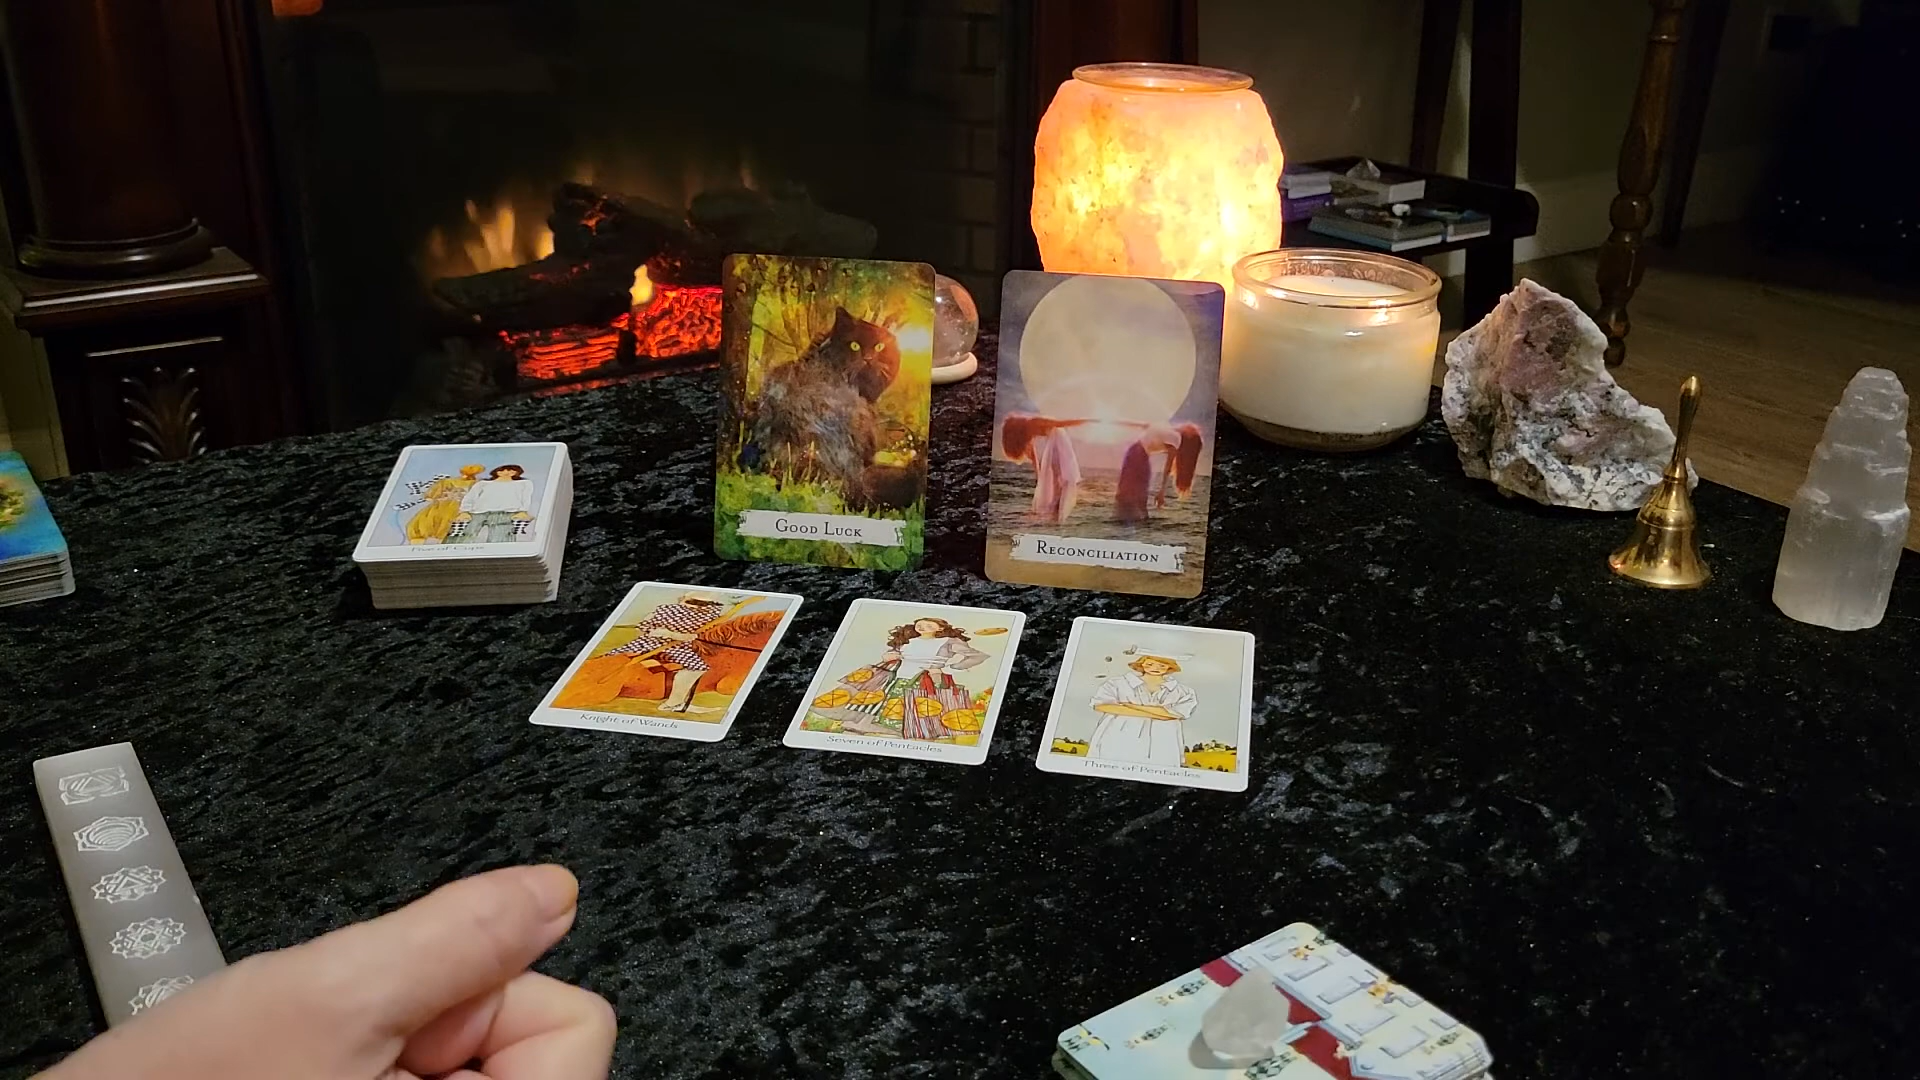 Good Luck
Reconciliation
Five of Cups
Knight of Wands
Seven of Pentacles
Three of Pentacles